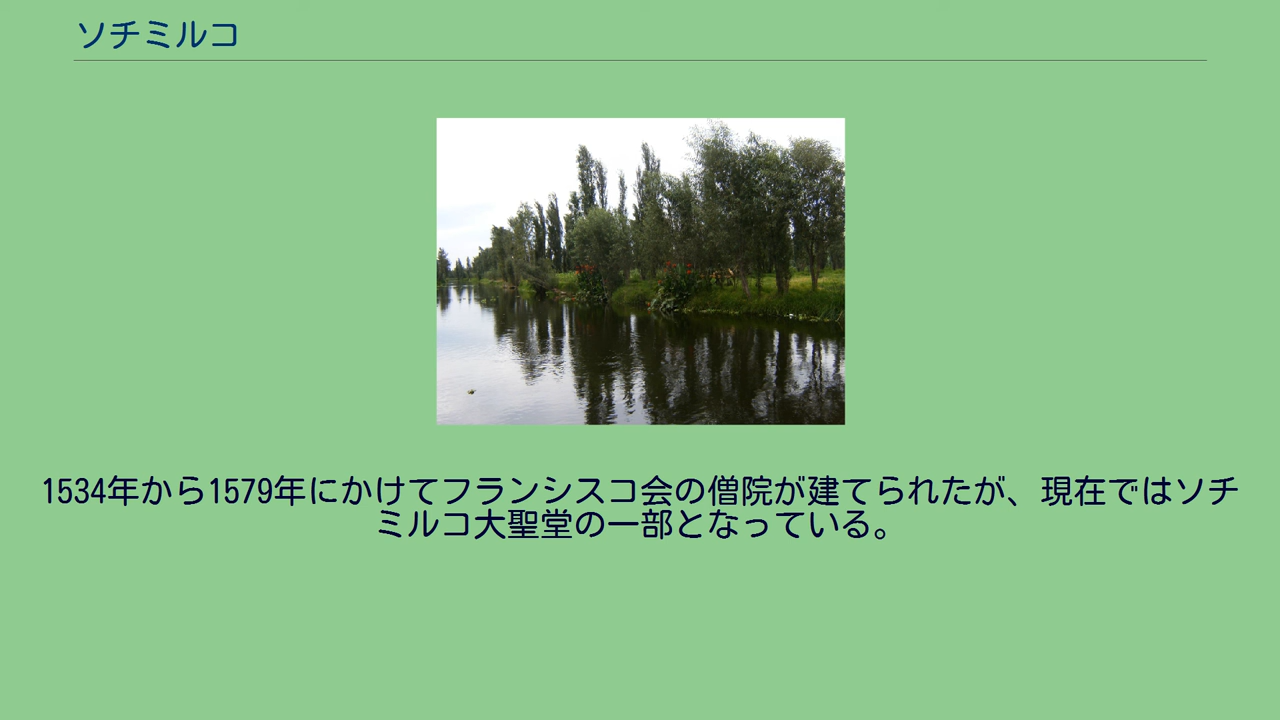 ソチミルコ
1534年から1579年にかけてフランシスコ会の僧院が建てられたが、現在ではソチ
ミルコ大聖堂の一部となっている。